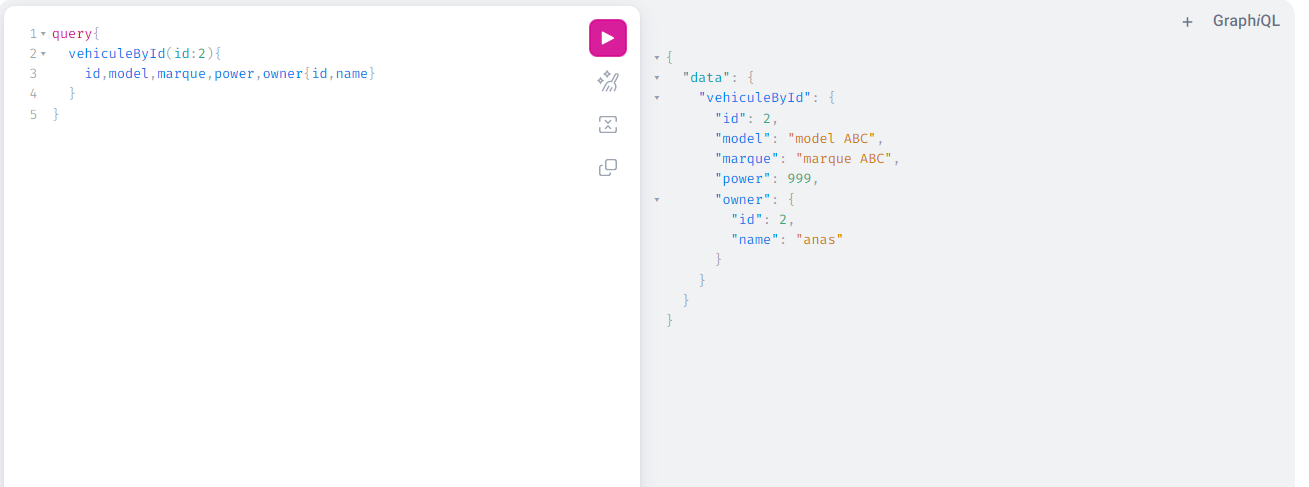 1 query{
2 vehiculeById(id:2){
3 id,model,marque,power,owner{id,name}
4 }
5 }
+ GraphiQL
{
"data": {
"vehiculeById": {
"id": 2,
"model": "model ABC",
"marque": "marque ABC",
"power": 999,
"owner": {
"id": 2,
"name": "anas"
}
}
}
}